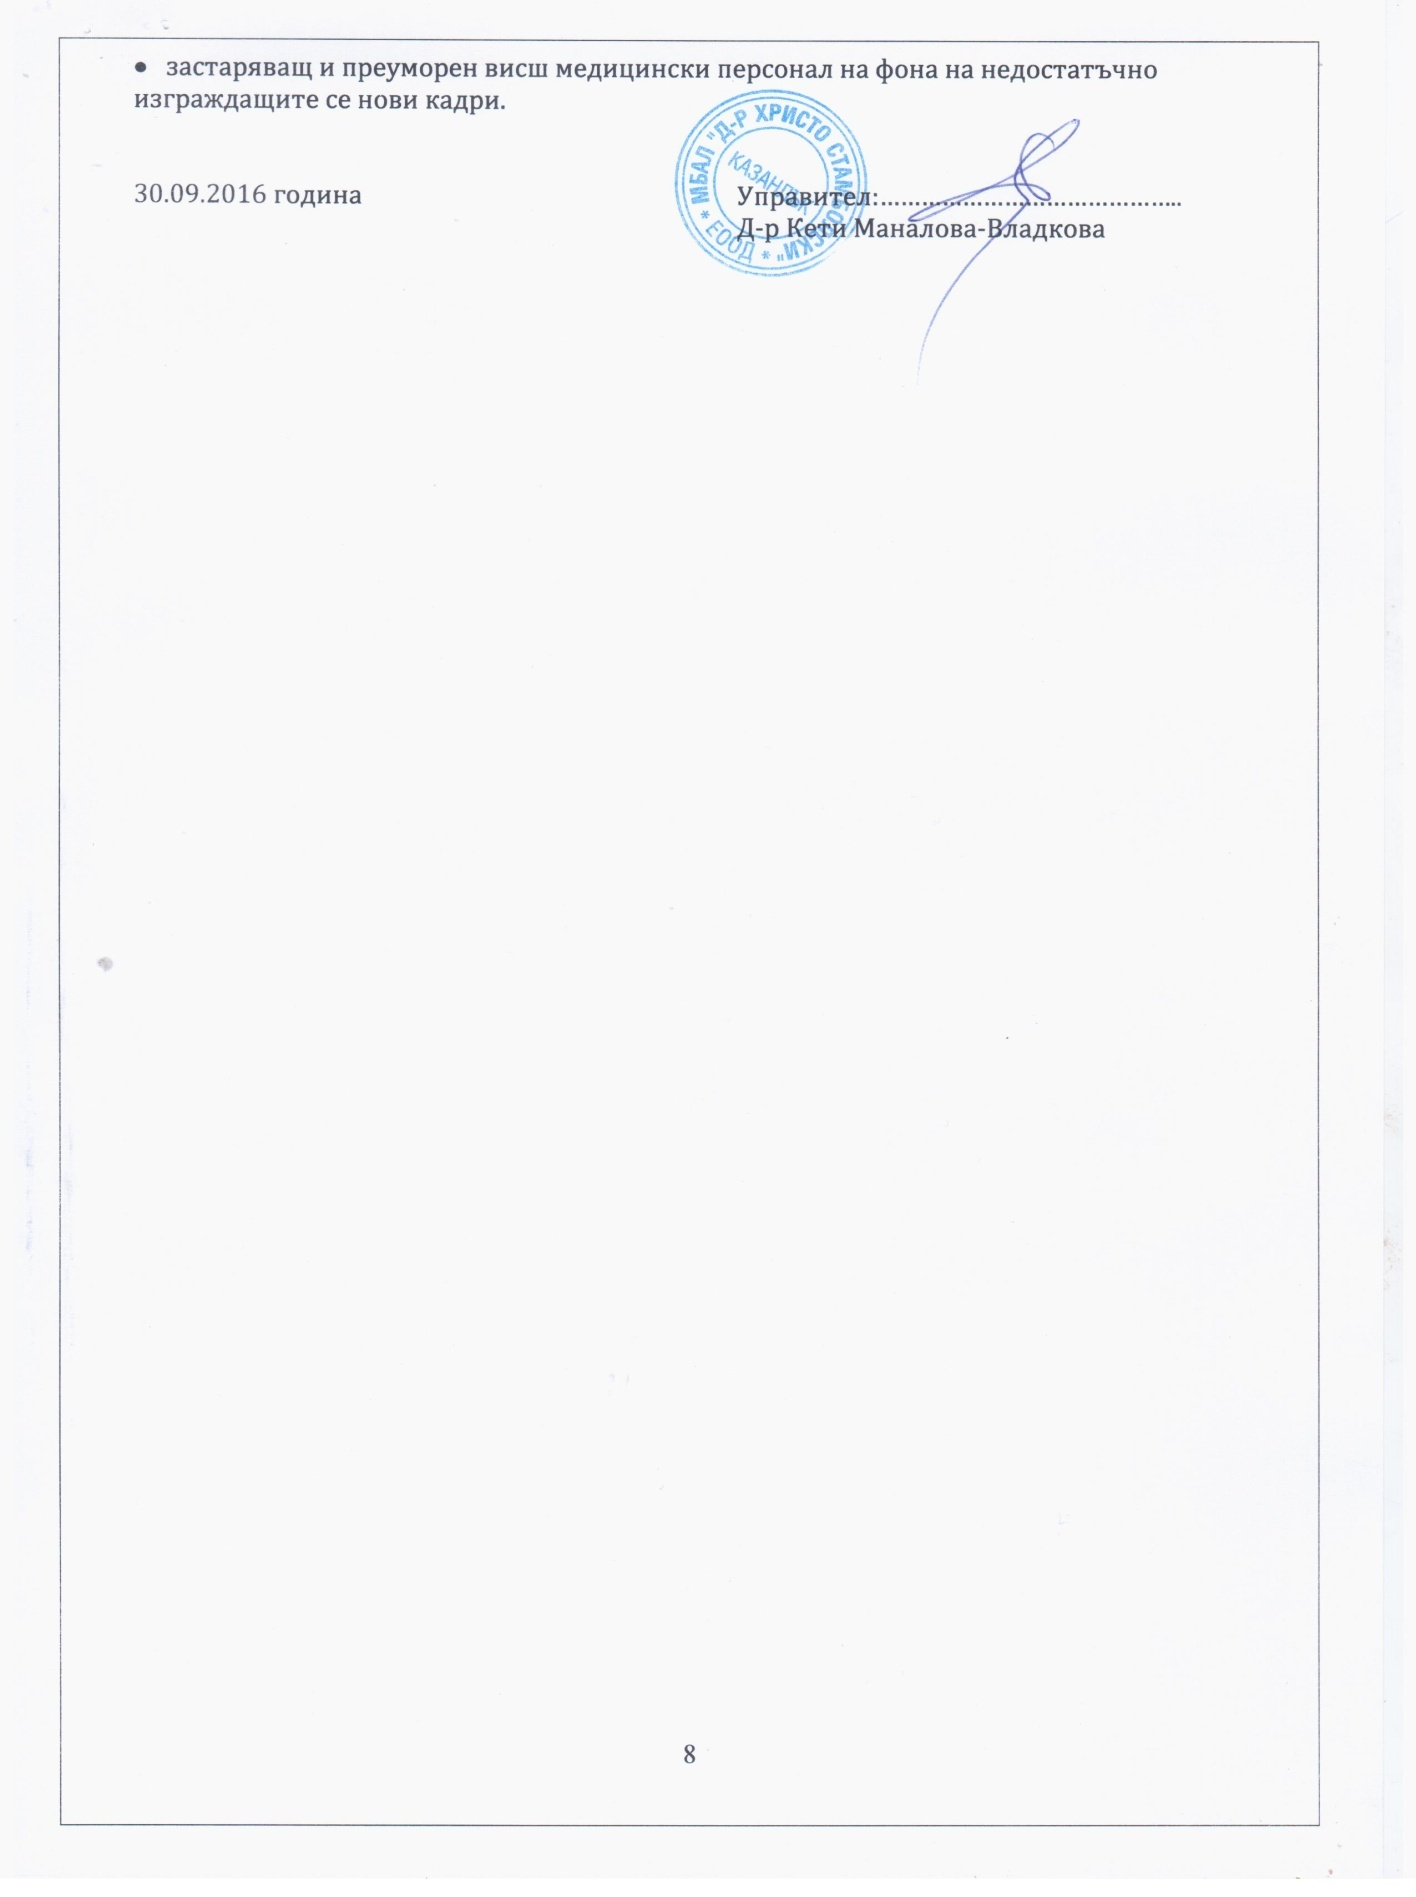 • застаряващ и преуморен висш медицински персонал на фона на недостатъчно
изграждащите се нови кадри.
30.09.2016 година
Управител:.................................................
Д-р Кети Маналова-Владкова
* МБАЛ "Д-Р ХРИСТО СТАМБОЛСКИ" * ЕООД
КАЗАНЛЪК
8